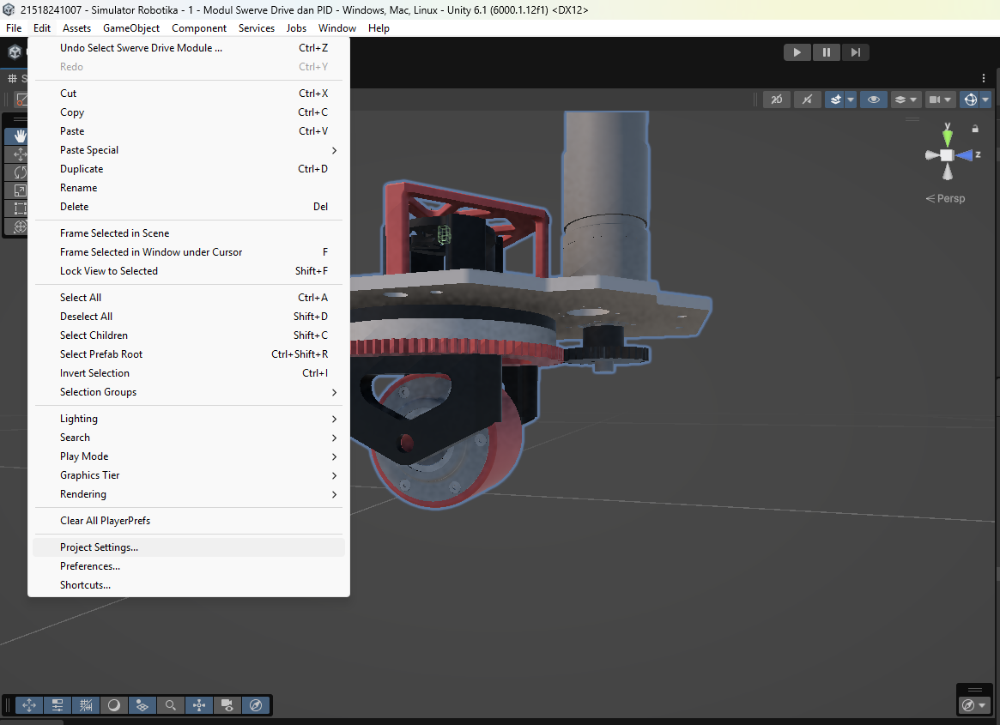 21518241007 - Simulator Robotika - 1 - Modul Swerve Drive dan PID - Windows, Mac, Linux - Unity 6.1 (6000.1.12f1) <DX12>
File Edit Assets GameObject Component Services Jobs Window Help
Undo Select Swerve Drive Module ... Ctrl+Z
Redo Ctrl+Y
Cut Ctrl+X
Copy Ctrl+C
Paste Ctrl+V
Paste Special
Duplicate Ctrl+D
Rename
Delete Del
Frame Selected in Scene
Frame Selected in Window under Cursor F
Lock View to Selected Shift+F
Select All Ctrl+A
Deselect All Shift+D
Select Children Shift+C
Select Prefab Root Ctrl+Shift+R
Invert Selection Ctrl+I
Selection Groups
Lighting
Search
Play Mode
Graphics Tier
Rendering
Clear All PlayerPrefs
Project Settings...
Preferences...
Shortcuts...
2D
y
z
< Persp